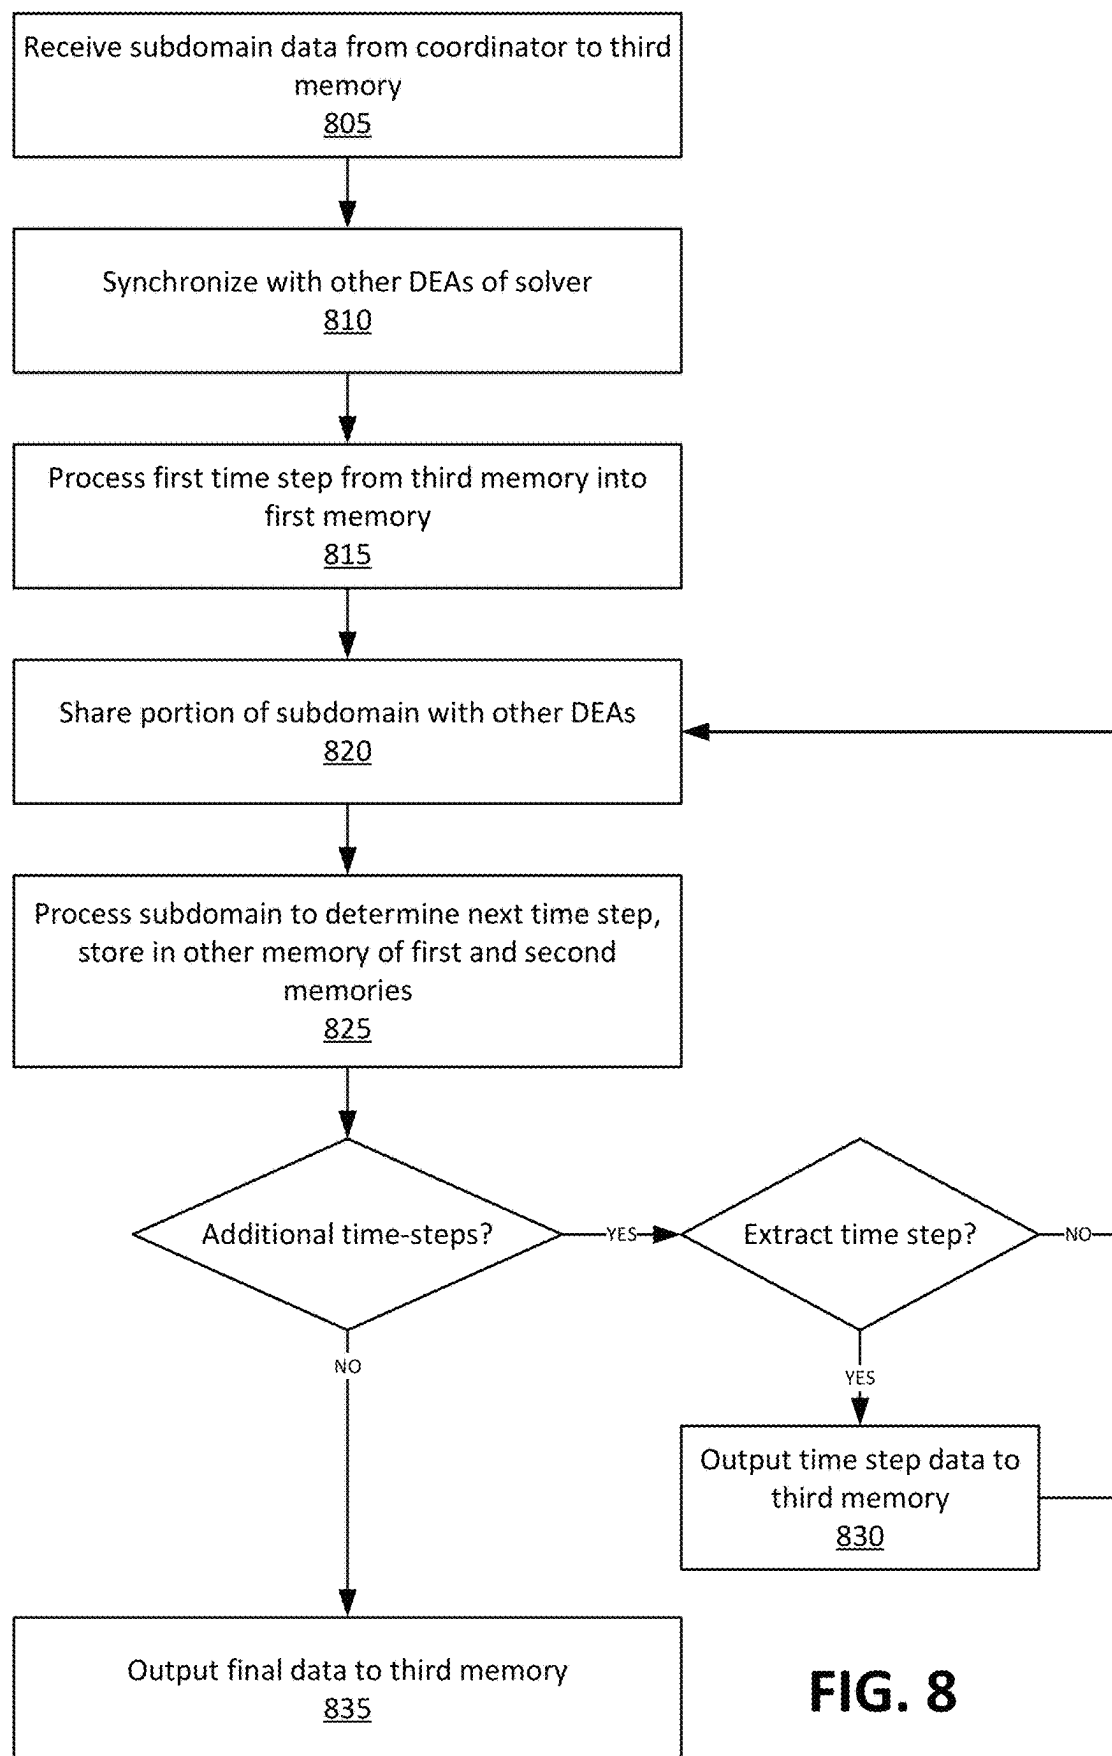 Receive subdomain data from coordinator to third
memory
805
Synchronize with other DEAs of solver
810
Process first time step from third memory into
first memory
815
Share portion of subdomain with other DEAs
820
Process subdomain to determine next time step,
store in other memory of first and second
memories
825
Additional time-steps?
YES
Extract time step?
NO
NO
YES
Output time step data to
third memory
830
Output final data to third memory
835
FIG. 8